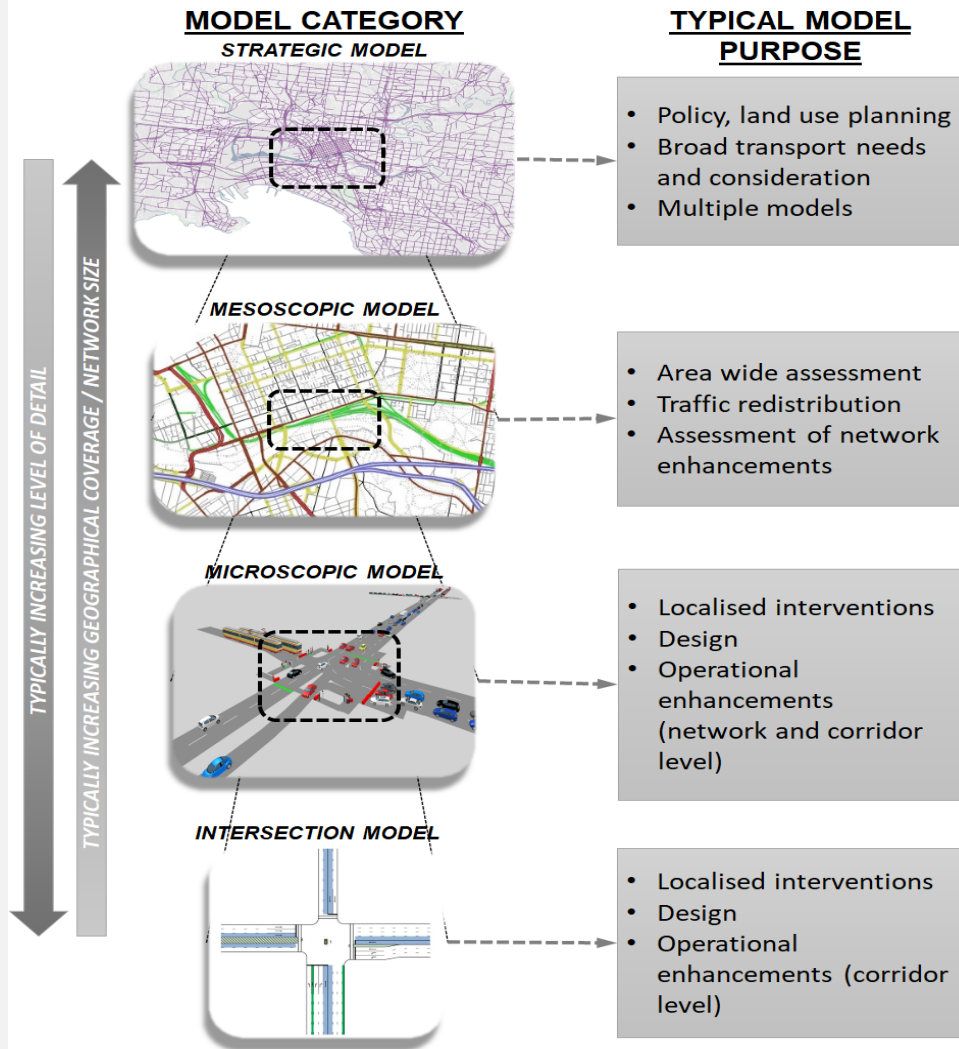 MODEL CATEGORY
STRATEGIC MODEL
TYPICAL MODEL
PURPOSE
• Policy, land use planning
• Broad transport needs
and consideration
• Multiple models
TYPICALLY INCREASING LEVEL OF DETAIL
TYPICALLY INCREASING GEOGRAPHICAL COVERAGE / NETWORK SIZE
MESOSCOPIC MODEL
• Area wide assessment
• Traffic redistribution
• Assessment of network
enhancements
MICROSCOPIC MODEL
• Localised interventions
• Design
• Operational
enhancements
(network and corridor
level)
INTERSECTION MODEL
• Localised interventions
• Design
• Operational
enhancements (corridor
level)